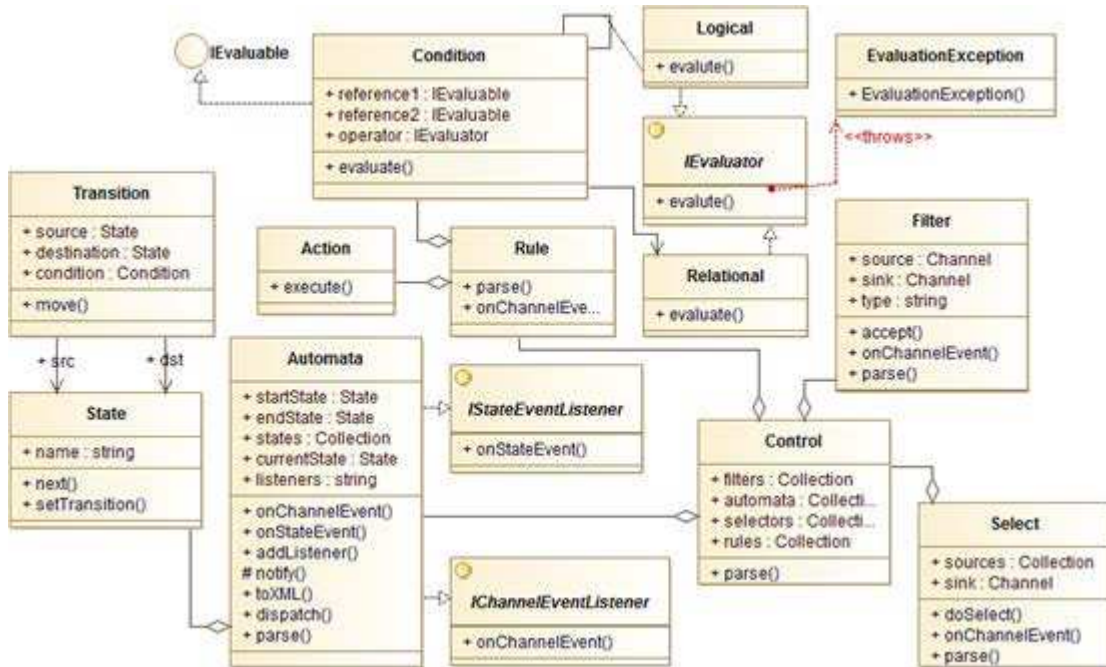 IEvaluable
Condition
+ reference1 : IEvaluable
+ reference2 : IEvaluable
+ operator : IEvaluator
+ evaluate()
Logical
+ evalute()
EvaluationException
+ EvaluationException()
<<throws>>
IEvaluator
+ evalute()
Transition
+ source : State
+ destination : State
+ condition : Condition
+ move()
+ src
+ dst
Action
+ execute()
Rule
+ parse()
+ onChannelEve...
Relational
+ evaluate()
Filter
+ source : Channel
+ sink : Channel
+ type : string
+ accept()
+ onChannelEvent()
+ parse()
State
+ name : string
+ next()
+ setTransition()
Automata
+ startState : State
+ endState : State
+ states : Collection
+ currentState : State
+ listeners : string
+ onChannelEvent()
+ onStateEvent()
+ addListener()
# notify()
+ toXML()
+ dispatch()
+ parse()
IStateEventListener
+ onStateEvent()
IChannelEventListener
+ onChannelEvent()
Control
+ filters : Collection
+ automata : Collecti...
+ selectors : Collecti...
+ rules : Collection
+ parse()
Select
+ sources : Collection
+ sink : Channel
+ doSelect()
+ onChannelEvent()
+ parse()